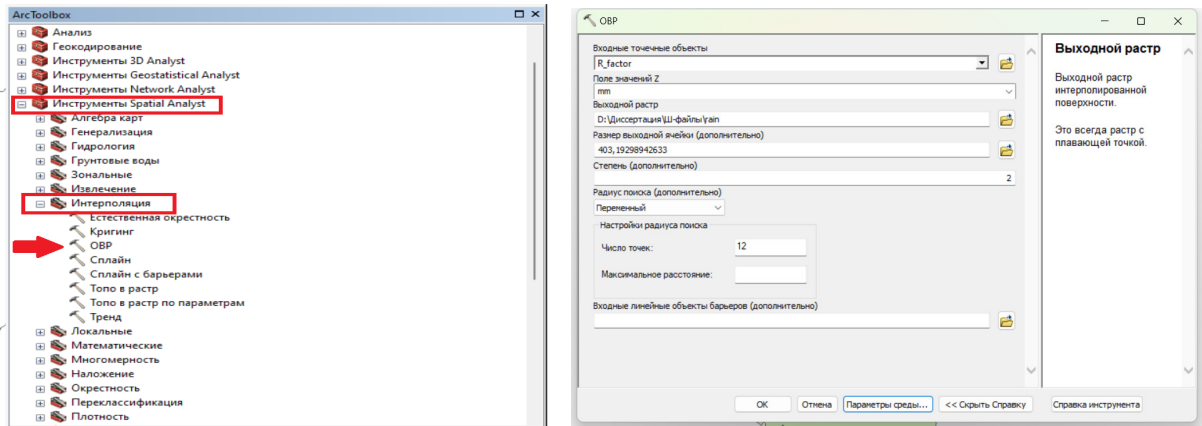 ArcToolbox
Анализ
Геокодирование
Инструменты 3D Analyst
Инструменты Geostatistical Analyst
Инструменты Network Analyst
Инструменты Spatial Analyst
Алгебра карт
Генерализация
Гидрология
Грунтовые воды
Зональные
Извлечение
Интерполяция
Естественная окрестность
Кригинг
ОВР
Сплайн
Сплайн с барьерами
Топо в растр
Топо в растр по параметрам
Тренд
Локальные
Математические
Многомерность
Наложение
Окрестность
Переклассификация
Плотность
ОВР
Входные точечные объекты
R_factor
Поле значений Z
mm
Выходной растр
D:\Диссертация\Ш-файлы\rain
Размер выходной ячейки (дополнительно)
403,19298942633
Степень (дополнительно)
2
Радиус поиска (дополнительно)
Переменный
Настройки радиуса поиска
Число точек:
12
Максимальное расстояние:
Входные линейные объекты барьеров (дополнительно)
OK
Отмена
Параметры среды...
<< Скрыть Справку
Выходной растр
Выходной растр
интерполированной
поверхности.
Это всегда растр с
плавающей точкой.
Справка инструмента